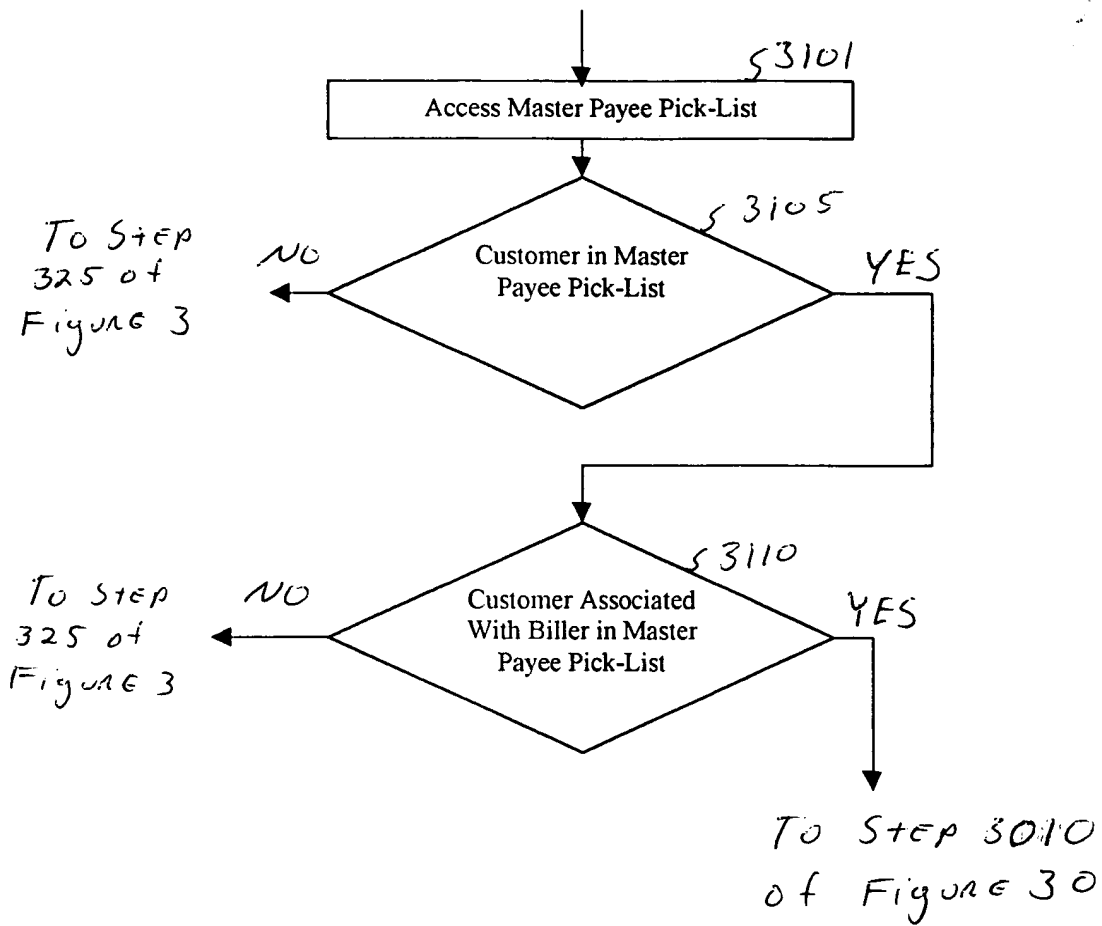 3101
Access Master Payee Pick-List
3105
To Step
325 of
Figure 3
NO
Customer in Master
Payee Pick-List
YES
3110
To Step
325 of
Figure 3
NO
Customer Associated
With Biller in Master
Payee Pick-List
YES
To Step 3010
of Figure 30